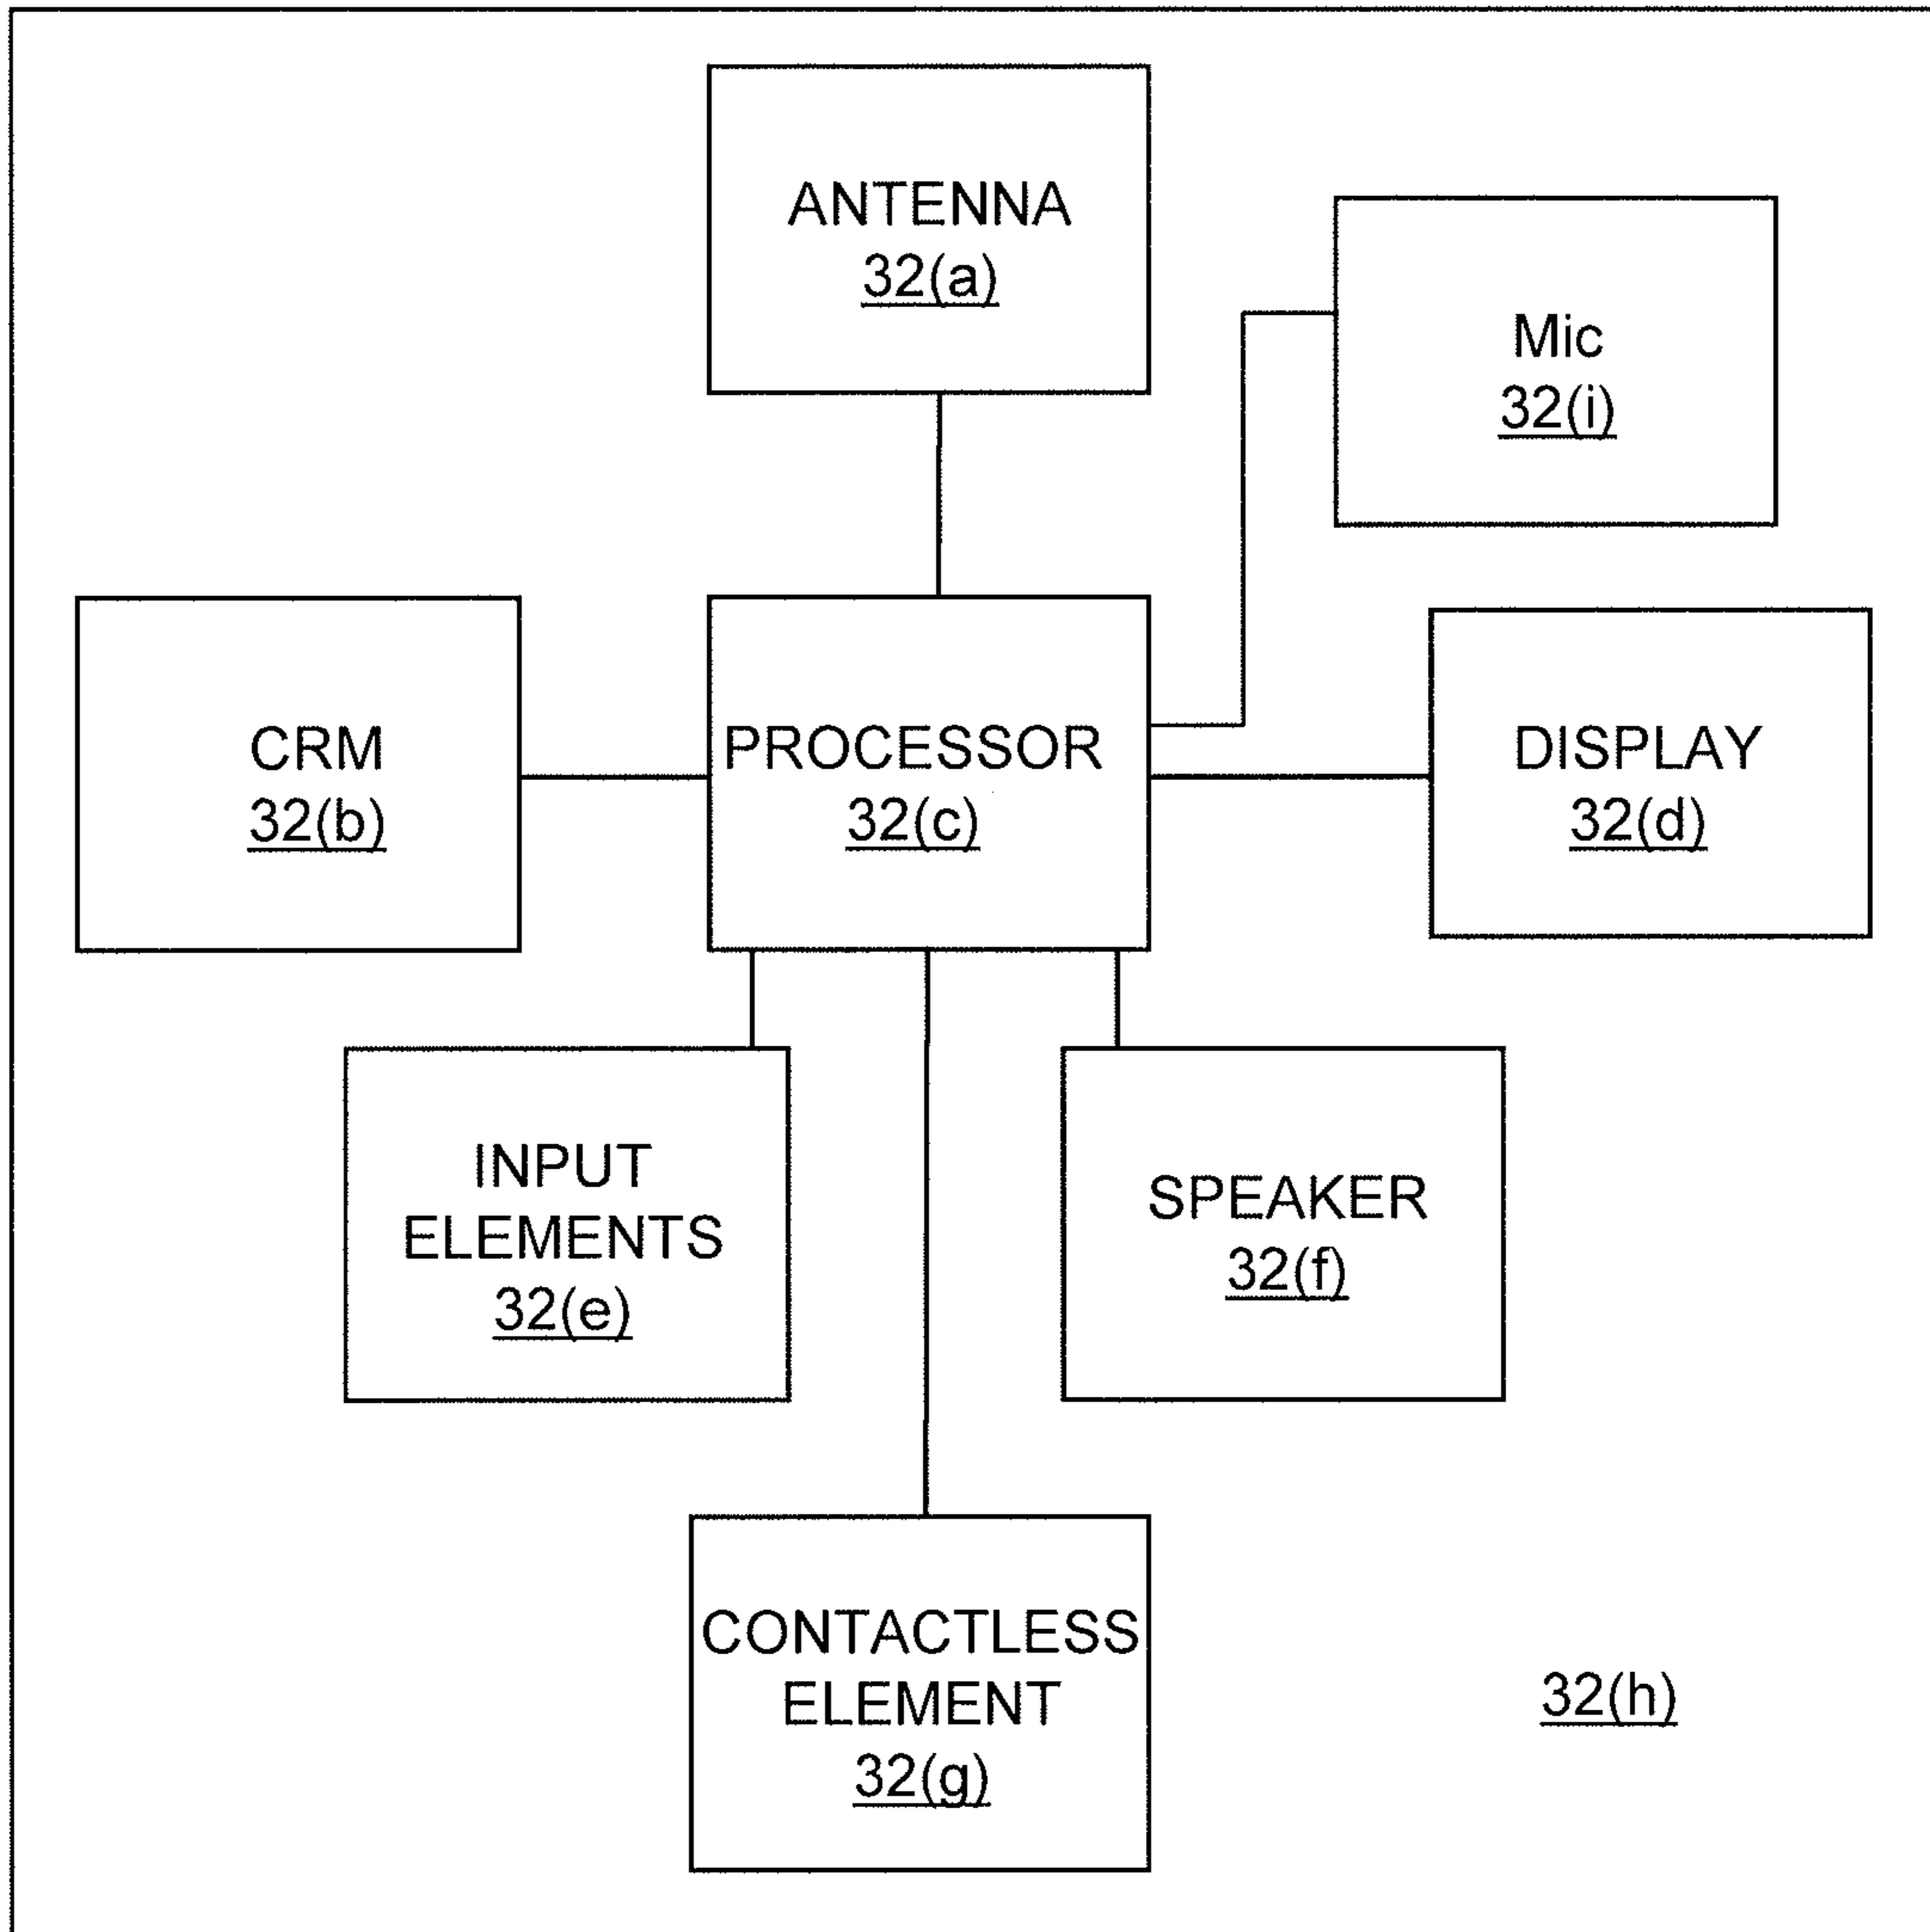 ANTENNA
32(a)
Mic
32(i)
CRM
32(b)
PROCESSOR
32(c)
DISPLAY
32(d)
INPUT
ELEMENTS
32(e)
SPEAKER
32(f)
CONTACTLESS
ELEMENT
32(g)
32(h)